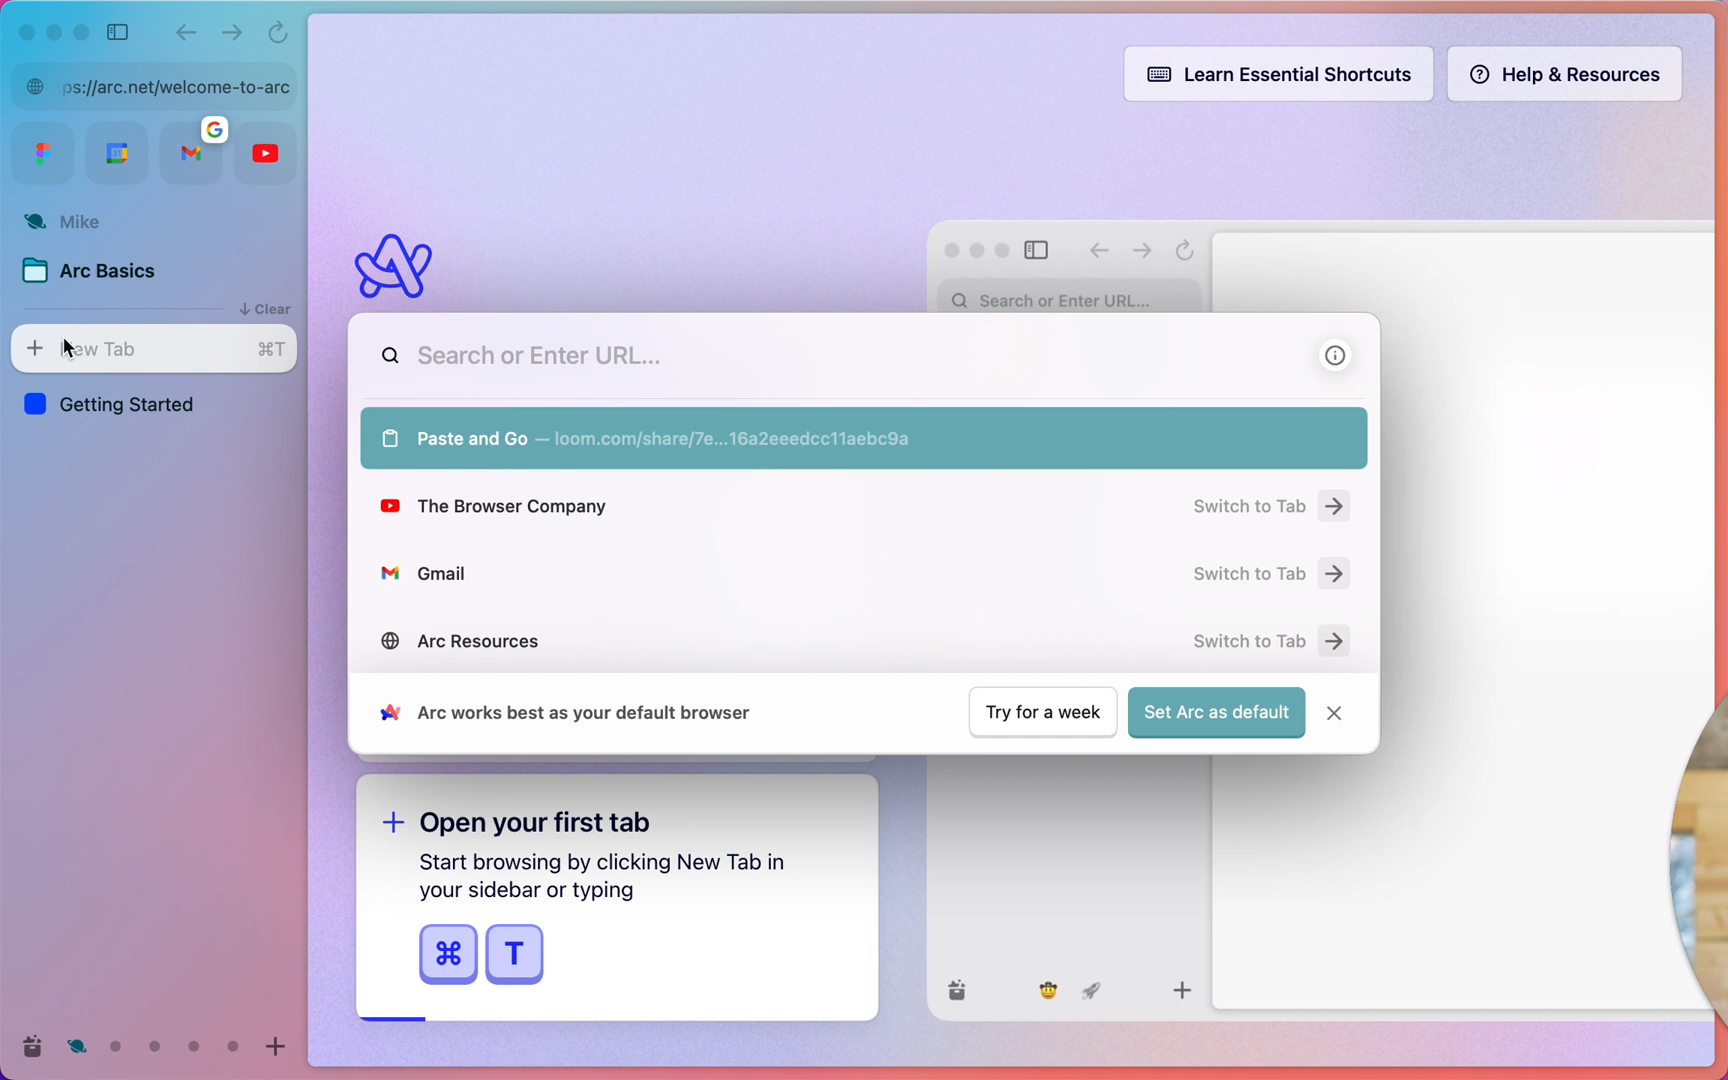 ps://arc.net/welcome-to-arc
Mike
Arc Basics
Clear
New Tab ⌘T
Getting Started
Learn Essential Shortcuts
Help & Resources
Search or Enter URL...
Search or Enter URL...
Paste and Go — loom.com/share/7e...16a2eeedcc11aebc9a
The Browser Company Switch to Tab
Gmail Switch to Tab
Arc Resources Switch to Tab
Arc works best as your default browser Try for a week Set Arc as default
Open your first tab
Start browsing by clicking New Tab in
your sidebar or typing
⌘ T